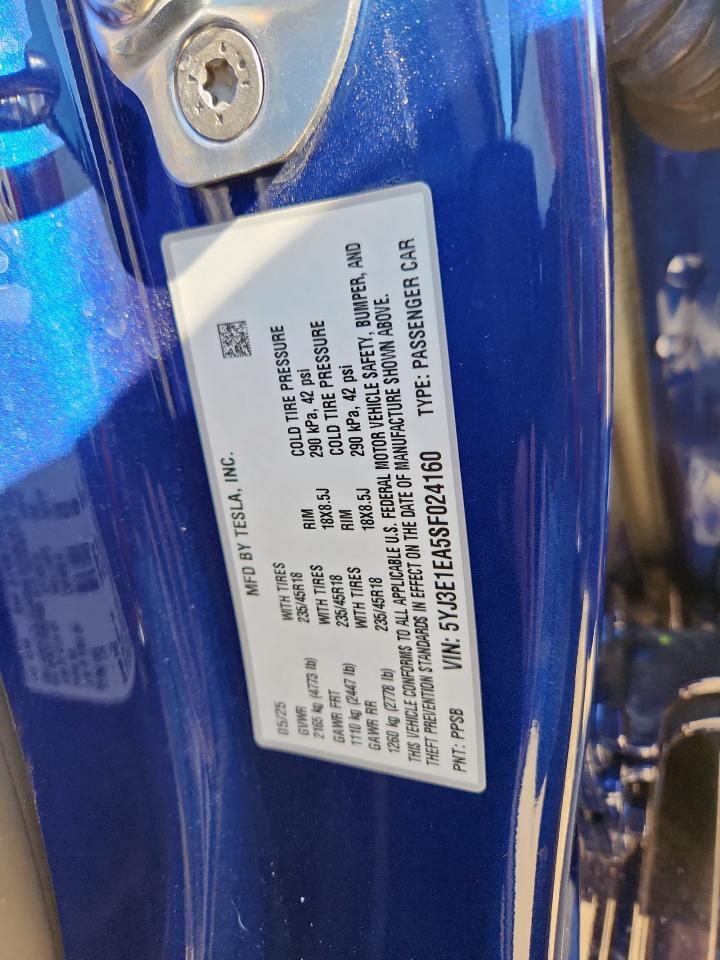 MFD BY TESLA, INC.
05/25
GVWR WITH TIRES RIM COLD TIRE PRESSURE
2165 kg (4773 lb) 235/45R18 18X8.5J 290 kPa, 42 psi
GAWR FRT WITH TIRES RIM COLD TIRE PRESSURE
1110 kg (2447 lb) 235/45R18 18X8.5J 290 kPa, 42 psi
GAWR RR WITH TIRES
1260 kg (2778 lb) 235/45R18
THIS VEHICLE CONFORMS TO ALL APPLICABLE U.S. FEDERAL MOTOR VEHICLE SAFETY, BUMPER, AND
THEFT PREVENTION STANDARDS IN EFFECT ON THE DATE OF MANUFACTURE SHOWN ABOVE.
PNT: PPSB VIN: 5YJ3E1EA5SF024160 TYPE: PASSENGER CAR